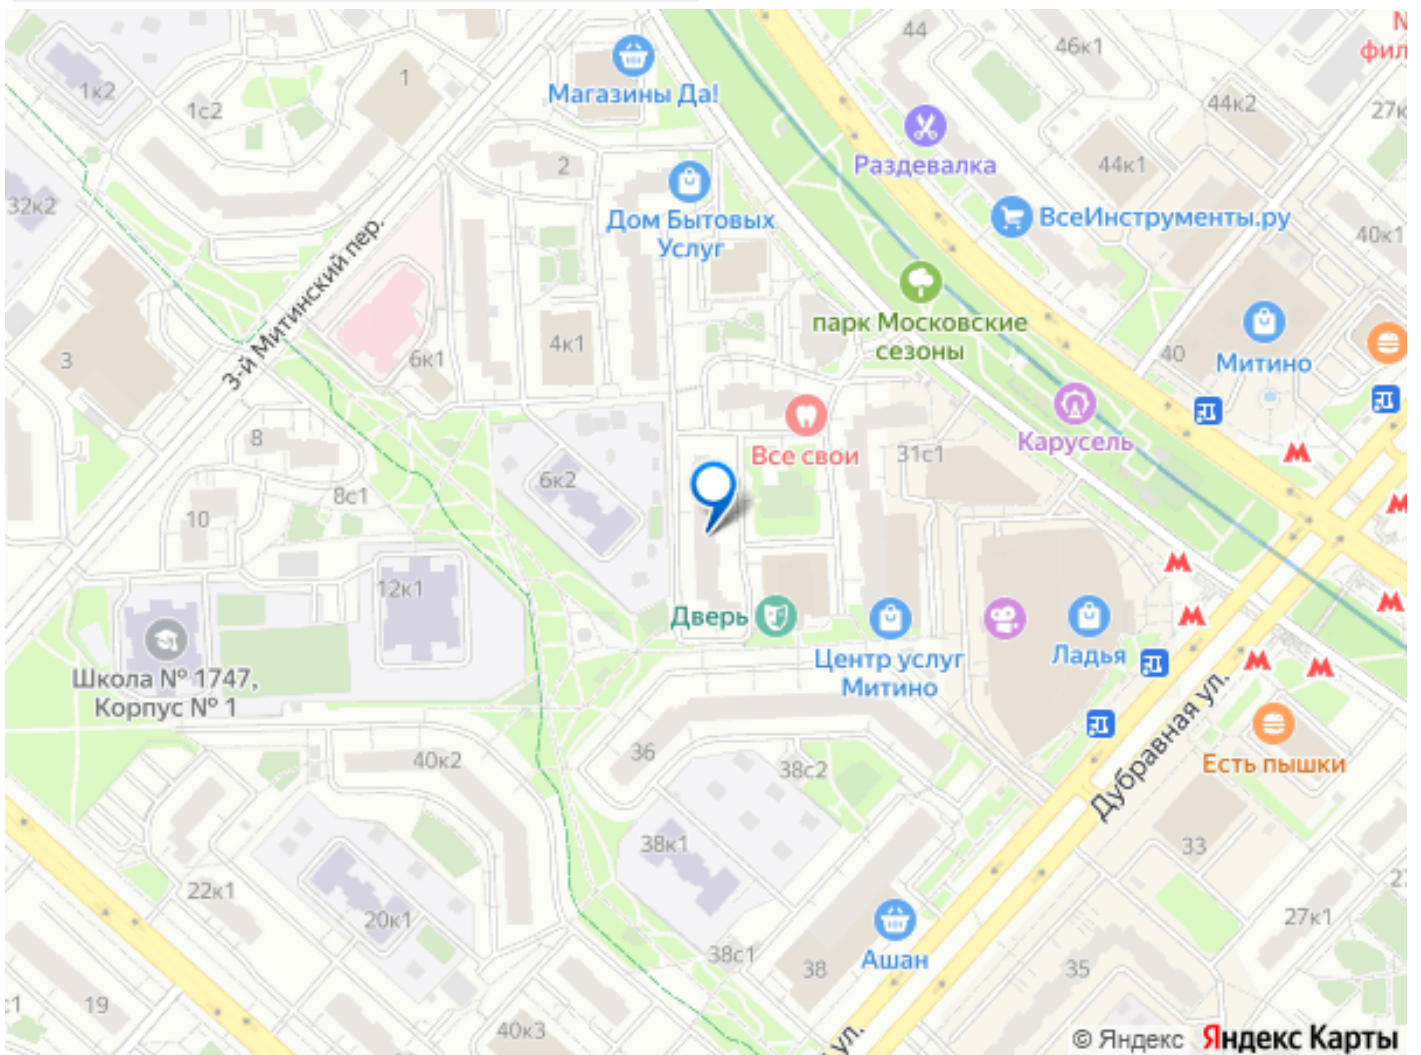 44
46к1
фил
1
1к2
1с2
Магазины Да!
44к2
27к
Раздевалка
2
44к1
32к2
Дом Бытовых
Услуг
ВсеИнструменты.ру
40к1
3-й Митинский пер.
парк Московские
сезоны
3
6к1
4к1
40
Митино
Карусель
8
Все свои
31с1
6к2
8с1
10
12к1
Дверь
Школа № 1747,
Корпус № 1
Центр услуг
Митино
Ладья
Дубравная ул.
Есть пышки
40к2
36
38с2
38к1
33
22к1
20к1
27к1
38с1
38
Ашан
35
19
40к3
ул.
© Яндекс Яндекс Карты